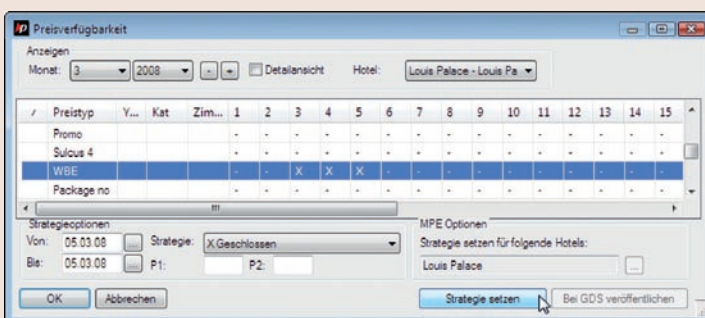 Preisverfügbarkeit
Anzeigen
Monat: 3 2008 - + Detailansicht Hotel: Louis Palace - Louis Pa
/ Preistyp Y... Kat Zim... 1 2 3 4 5 6 7 8 9 10 11 12 13 14 15
Promo - - - - - - - - - - - - - - -
Sulcus 4 - - - - - - - - - - - - - - -
WBE - - X X X - - - - - - - - - -
Package no - - - - - - - - - - - - - - -
Strategieoptionen MPE Optionen
Von: 05.03.08 ... Strategie: X Geschlossen Strategie setzen für folgende Hotels:
Bis: 05.03.08 ... P1: P2: Louis Palace ...
OK Abbrechen Strategie setzen Bei GDS veröffentlichen